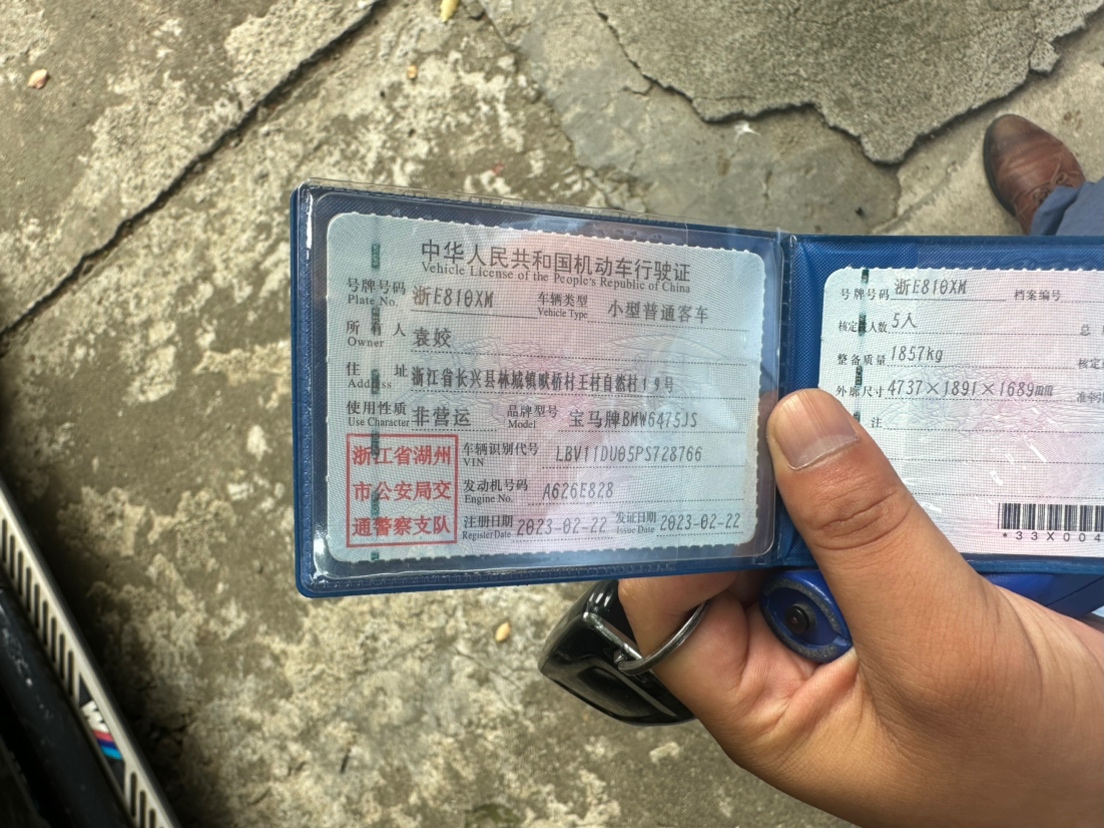 中华人民共和国机动车行驶证
Vehicle License of the People's Republic of China
号牌号码 浙E810XM 车辆类型 小型普通客车
Plate No. Vehicle Type
所有人 袁姣
Owner
住址 浙江省长兴县林城镇赋桥村王村自然村19号
Address
使用性质 非营运 品牌型号 宝马牌BMW6475JS
Use Character Model
浙江省湖州
市公安局交
通警察支队
车辆识别代号 LBV11DU05PS728766
VIN
发动机号码 A626E828
Engine No.
注册日期 2023-02-22 发证日期 2023-02-22
Register Date Issue Date
号牌号码 浙E810XM 档案编号
核定载人数 5人 总
整备质量 1857kg 核定
外廓尺寸 4737×1891×1689mm 准
注
*33X004
M